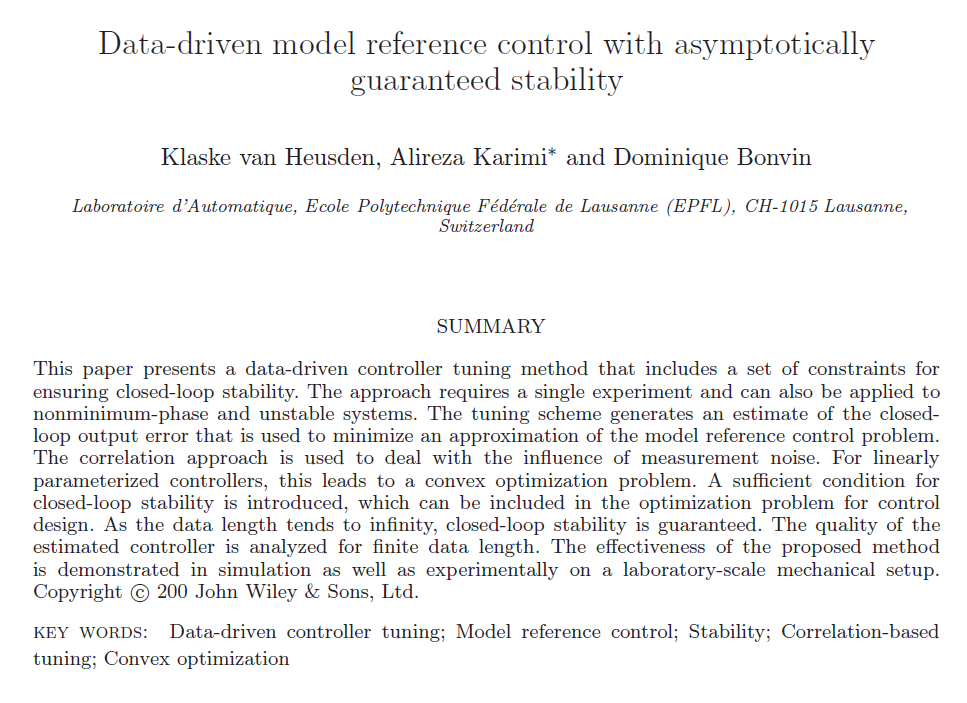 Data-driven model reference control with asymptotically
guaranteed stability
Klaske van Heusden, Alireza Karimi* and Dominique Bonvin
Laboratoire d'Automatique, Ecole Polytechnique Fédérale de Lausanne (EPFL), CH-1015 Lausanne,
Switzerland
SUMMARY
This paper presents a data-driven controller tuning method that includes a set of constraints for
ensuring closed-loop stability. The approach requires a single experiment and can also be applied to
nonminimum-phase and unstable systems. The tuning scheme generates an estimate of the closed-
loop output error that is used to minimize an approximation of the model reference control problem.
The correlation approach is used to deal with the influence of measurement noise. For linearly
parameterized controllers, this leads to a convex optimization problem. A sufficient condition for
closed-loop stability is introduced, which can be included in the optimization problem for control
design. As the data length tends to infinity, closed-loop stability is guaranteed. The quality of the
estimated controller is analyzed for finite data length. The effectiveness of the proposed method
is demonstrated in simulation as well as experimentally on a laboratory-scale mechanical setup.
Copyright © 200 John Wiley & Sons, Ltd.
KEY WORDS: Data-driven controller tuning; Model reference control; Stability; Correlation-based
tuning; Convex optimization